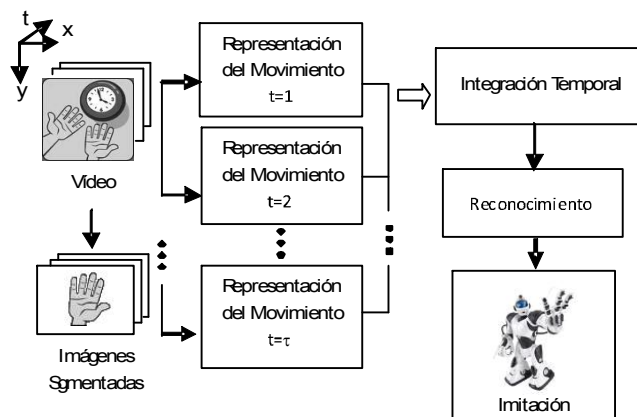 t
x
y
Vídeo
Imágenes
Sgmentadas
Representación
del Movimiento
t=1
Representación
del Movimiento
t=2
Representación
del Movimiento
t=τ
Integración Temporal
Reconocimiento
Imitación